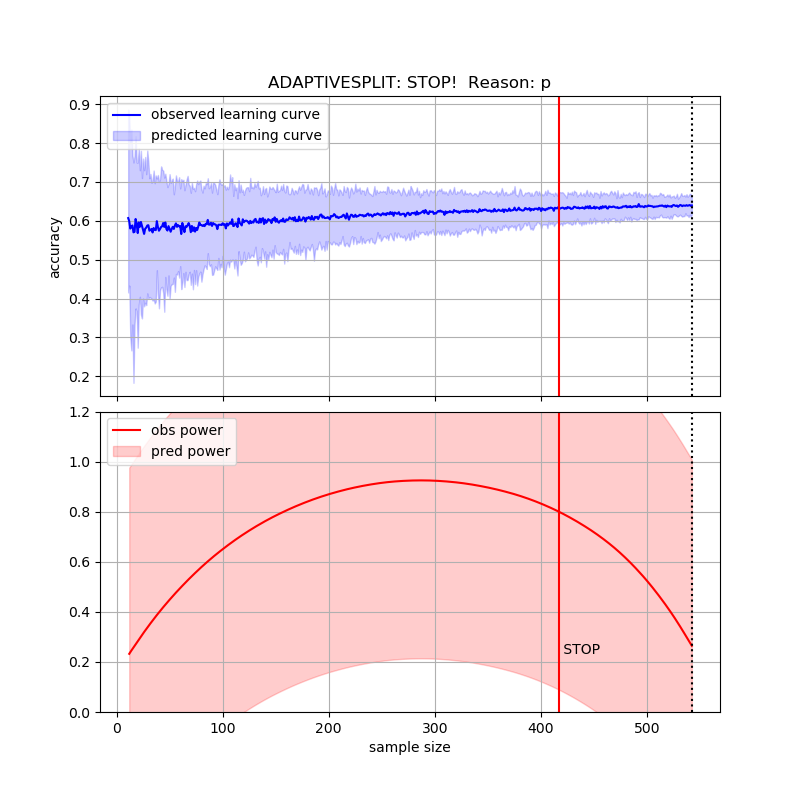 ADAPTIVESPLIT: STOP!  Reason: p
observed learning curve
predicted learning curve
0.9
0.8
0.7
0.6
0.5
0.4
0.3
0.2
accuracy
obs power
pred power
1.2
1.0
0.8
0.6
0.4
0.2
0.0
STOP
0
100
200
300
400
500
sample size